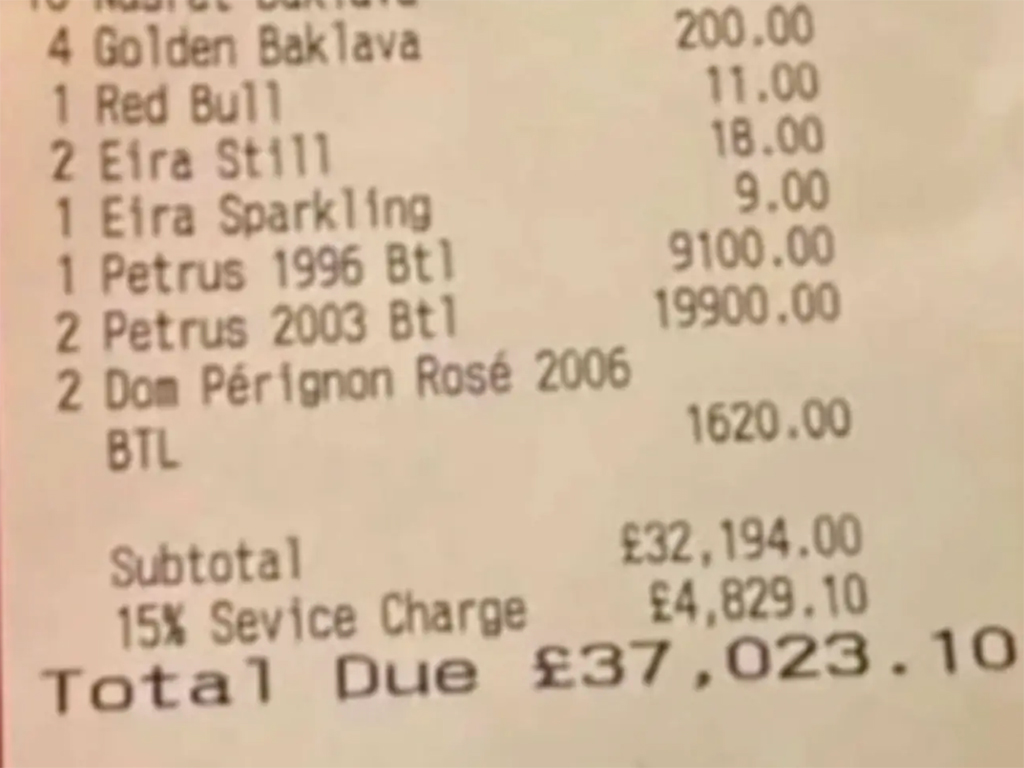 4 Golden Baklava 200.00
1 Red Bull 11.00
2 Eira Still 18.00
1 Eira Sparkling 9.00
1 Petrus 1996 Btl 9100.00
2 Petrus 2003 Btl 19900.00
2 Dom Pérignon Rosé 2006
BTL 1620.00
Subtotal £32,194.00
15% Sevice Charge £4,829.10
Total Due £37,023.10